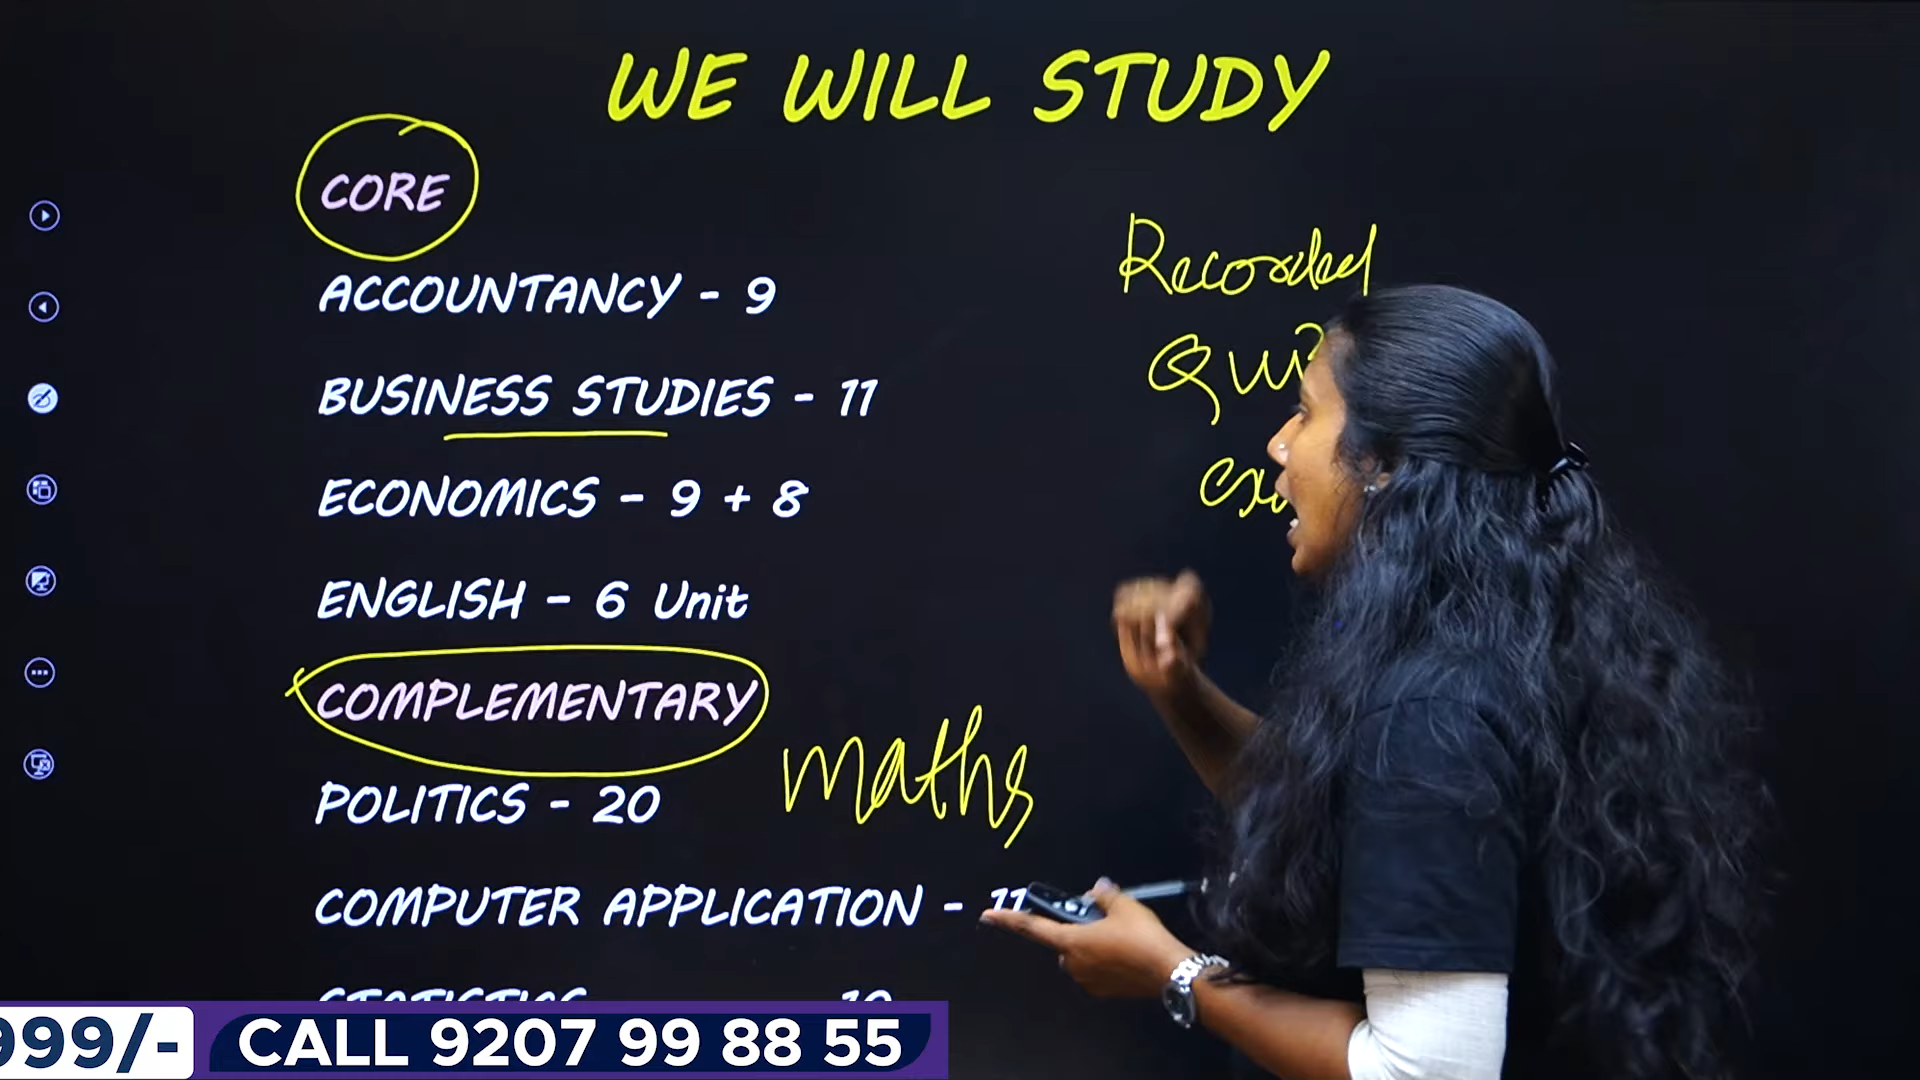 WE WILL STUDY
CORE
ACCOUNTANCY - 9
BUSINESS STUDIES - 11
ECONOMICS - 9 + 8
ENGLISH - 6 Unit
COMPLEMENTARY
POLITICS - 20
maths
COMPUTER APPLICATION - 11
Recorded
999/-
CALL 9207 99 88 55